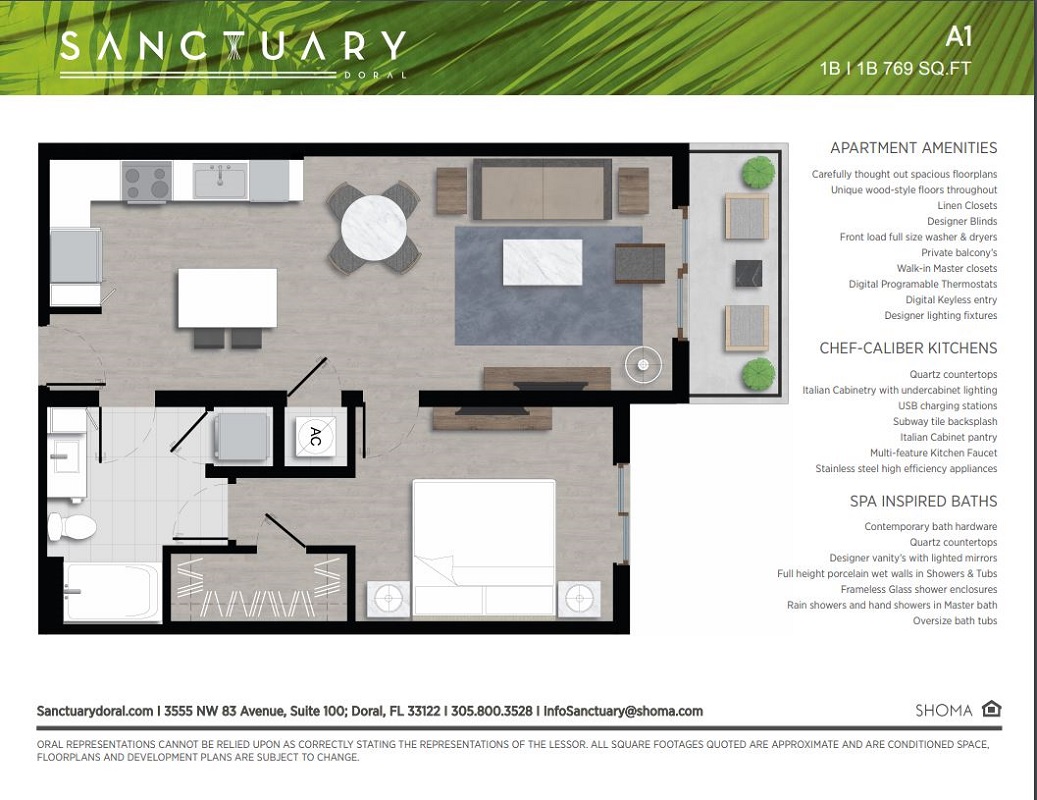 SANCTUARY
DORAL
A1
1B I 1B 769 SQ.FT
APARTMENT AMENITIES
Carefully thought out spacious floorplans
Unique wood-style floors throughout
Linen Closets
Designer Blinds
Front load full size washer & dryers
Private balcony's
Walk-in Master closets
Digital Programable Thermostats
Digital Keyless entry
Designer lighting fixtures
CHEF-CALIBER KITCHENS
Quartz countertops
Italian Cabinetry with undercabinet lighting
USB charging stations
Subway tile backsplash
Italian Cabinet pantry
Multi-feature Kitchen Faucet
Stainless steel high efficiency appliances
SPA INSPIRED BATHS
Contemporary bath hardware
Quartz countertops
Designer vanity's with lighted mirrors
Full height porcelain wet walls in Showers & Tubs
Frameless Glass shower enclosures
Rain showers and hand showers in Master bath
Oversize bath tubs
AC
Sanctuarydoral.com I 3555 NW 83 Avenue, Suite 100; Doral, FL 33122 I 305.800.3528 I InfoSanctuary@shoma.com
SHOMA
ORAL REPRESENTATIONS CANNOT BE RELIED UPON AS CORRECTLY STATING THE REPRESENTATIONS OF THE LESSOR. ALL SQUARE FOOTAGES QUOTED ARE APPROXIMATE AND ARE CONDITIONED SPACE,
FLOORPLANS AND DEVELOPMENT PLANS ARE SUBJECT TO CHANGE.